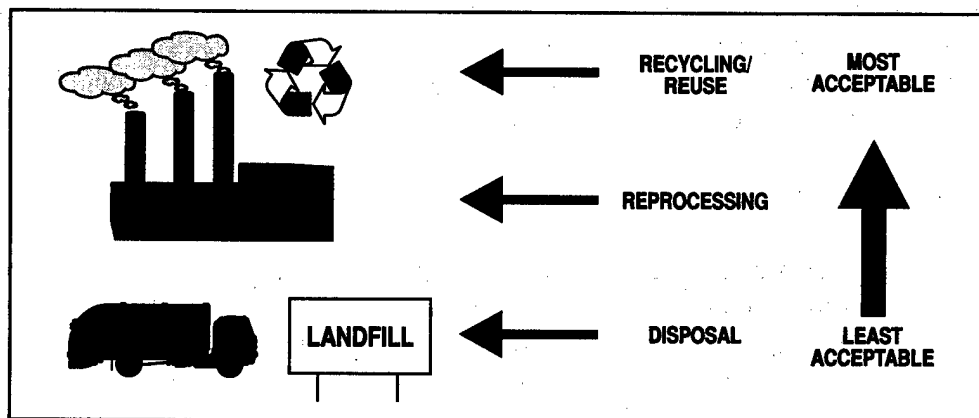 RECYCLING/
REUSE
MOST
ACCEPTABLE
REPROCESSING
LANDFILL
DISPOSAL
LEAST
ACCEPTABLE